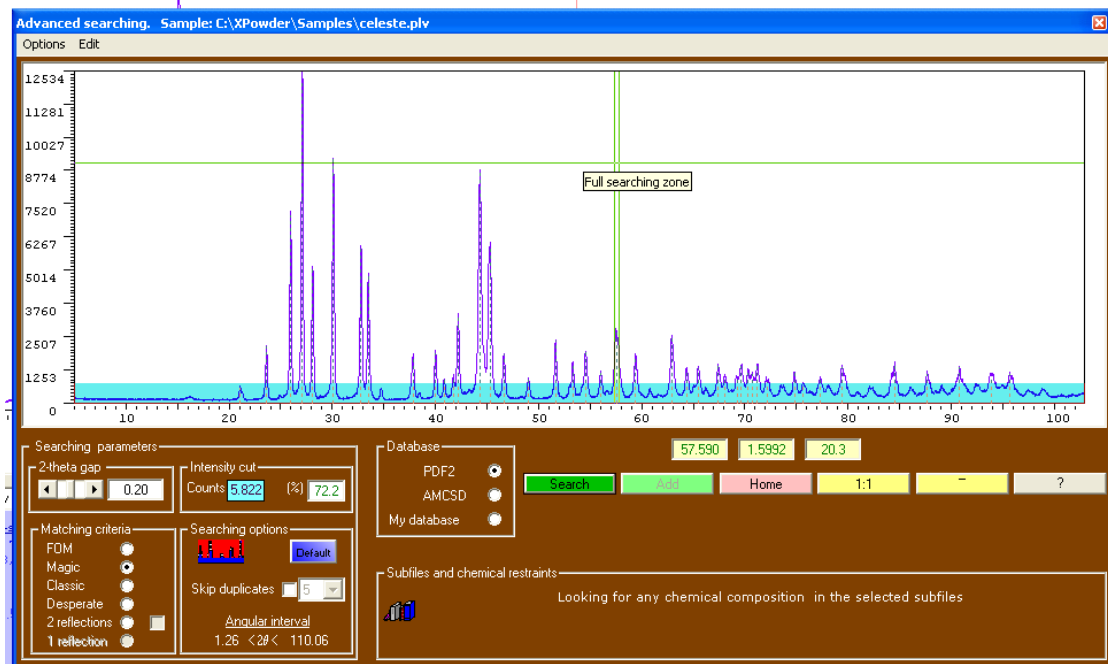 Advanced searching. Sample: C:\XPowder\Samples\celeste.plv
Options Edit
12534
11281
10027
8774
7520
6267
5014
3760
2507
1253
0
Full searching zone
10 20 30 40 50 60 70 80 90 100
Searching parameters
2-theta gap
0.20
Intensity cut
Counts 5.822 (%) 72.2
Matching criteria
FOM
Magic
Classic
Desperate
2 reflections
1 reflection
Searching options
Default
Skip duplicates 5
Angular interval
1.26 <2θ< 110.06
Database
PDF2
AMCSD
My database
57.590 1.5992 20.3
Search Add Home 1:1 – ?
Subfiles and chemical restraints
Looking for any chemical composition in the selected subfiles